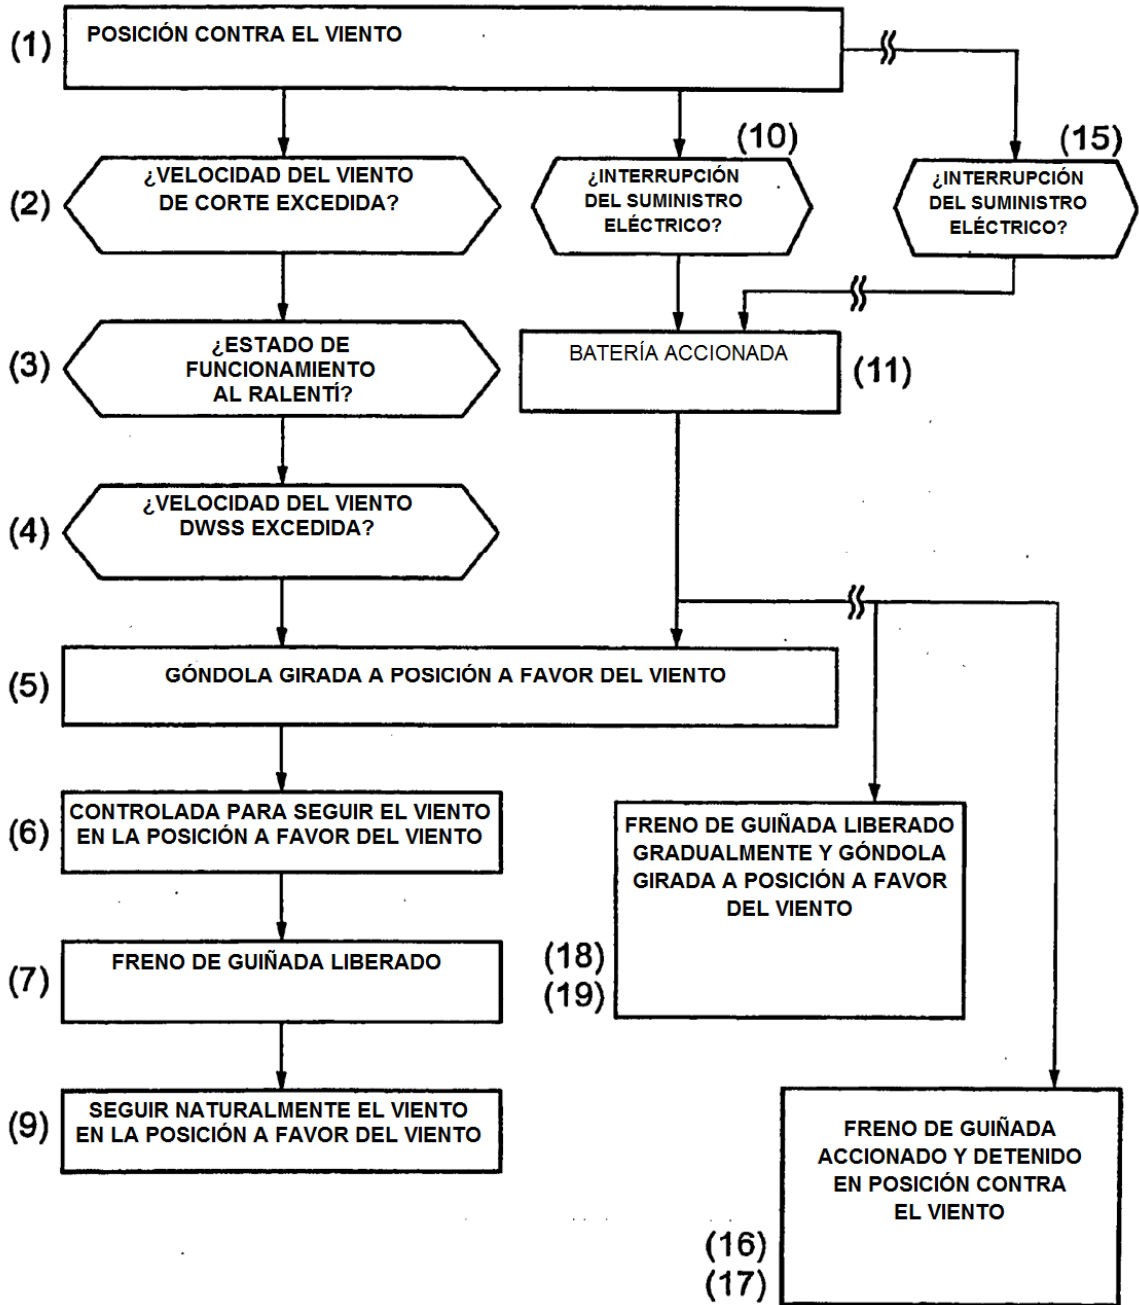 (1)
POSICIÓN CONTRA EL VIENTO
(2)
¿VELOCIDAD DEL VIENTO
DE CORTE EXCEDIDA?
(10)
¿INTERRUPCIÓN
DEL SUMINISTRO
ELÉCTRICO?
(15)
¿INTERRUPCIÓN
DEL SUMINISTRO
ELÉCTRICO?
(3)
¿ESTADO DE
FUNCIONAMIENTO
AL RALENTÍ?
BATERÍA ACCIONADA
(11)
(4)
¿VELOCIDAD DEL VIENTO
DWSS EXCEDIDA?
(5)
GÓNDOLA GIRADA A POSICIÓN A FAVOR DEL VIENTO
(6)
CONTROLADA PARA SEGUIR EL VIENTO
EN LA POSICIÓN A FAVOR DEL VIENTO
FRENO DE GUIÑADA LIBERADO
GRADUALMENTE Y GÓNDOLA
GIRADA A POSICIÓN A FAVOR
DEL VIENTO
(18)
(19)
(7)
FRENO DE GUIÑADA LIBERADO
(9)
SEGUIR NATURALMENTE EL VIENTO
EN LA POSICIÓN A FAVOR DEL VIENTO
FRENO DE GUIÑADA
ACCIONADO Y DETENIDO
EN POSICIÓN CONTRA
EL VIENTO
(16)
(17)